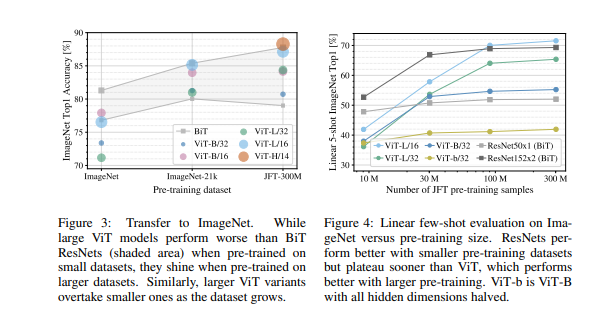 90
85
80
75
70
ImageNet Top1 Accuracy [%]
BiT
ViT-B/32
ViT-B/16
ViT-L/32
ViT-L/16
ViT-H/14
ImageNet
ImageNet-21k
JFT-300M
Pre-training dataset
70
60
50
40
30
Linear 5-shot ImageNet Top1 [%]
ViT-L/16
ViT-L/32
ViT-B/32
ViT-b/32
ResNet50x1 (BiT)
ResNet152x2 (BiT)
10 M
30 M
100 M
300 M
Number of JFT pre-training samples
Figure 3: Transfer to ImageNet. While
large ViT models perform worse than BiT
ResNets (shaded area) when pre-trained on
small datasets, they shine when pre-trained on
larger datasets. Similarly, larger ViT variants
overtake smaller ones as the dataset grows.
Figure 4: Linear few-shot evaluation on Ima-
geNet versus pre-training size. ResNets per-
form better with smaller pre-training datasets
but plateau sooner than ViT, which performs
better with larger pre-training. ViT-b is ViT-B
with all hidden dimensions halved.